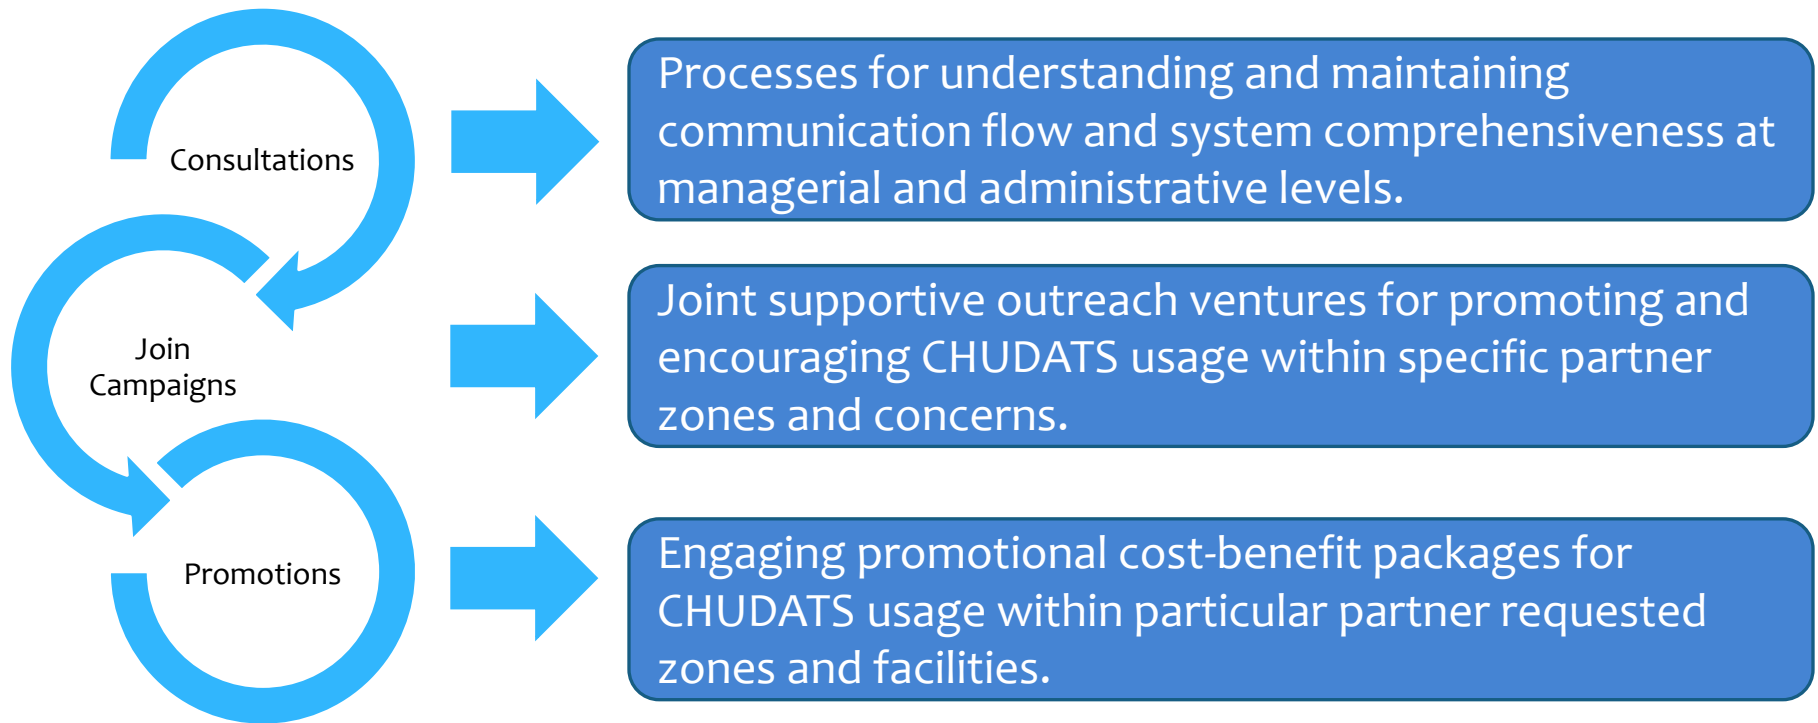 Consultations
Processes for understanding and maintaining
communication flow and system comprehensiveness at
managerial and administrative levels.
Join
Campaigns
Joint supportive outreach ventures for promoting and
encouraging CHUDATS usage within specific partner
zones and concerns.
Promotions
Engaging promotional cost-benefit packages for
CHUDATS usage within particular partner requested
zones and facilities.